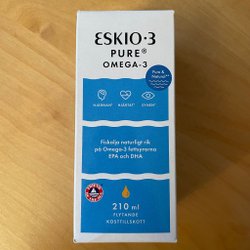 ESKIO·3
PURE®
OMEGA-3
Pure &
Natural
HJÄRNAN*
HJÄRTAT*
SYNEN*
Fiskolja naturligt rik
på Omega-3 fettsyrorna
EPA och DHA
210 ml
FLYTANDE
KOSTTILLSKOTT